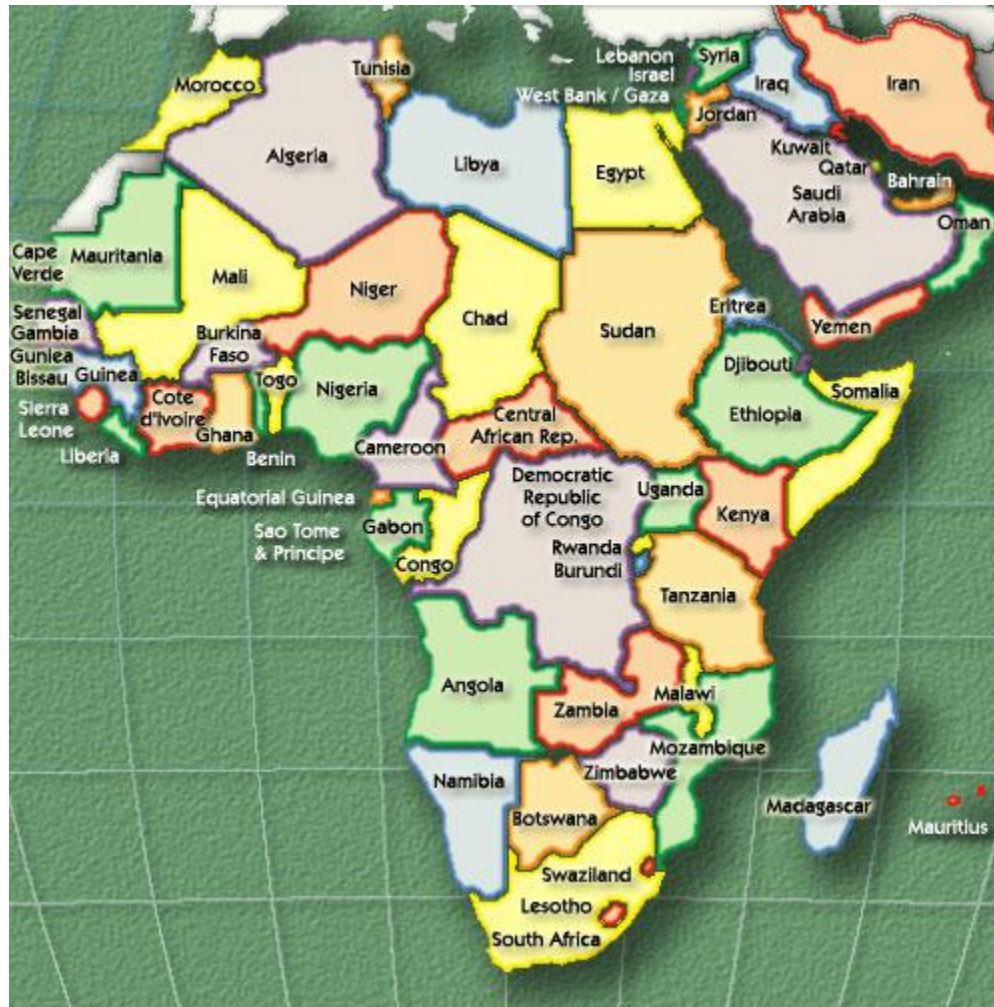 Morocco
Tunisia
Algeria
Libya
Egypt
Lebanon
Israel
West Bank / Gaza
Syria
Jordan
Iraq
Iran
Kuwait
Qatar
Bahrain
Saudi
Arabia
Oman
Yemen
Cape
Verde
Mauritania
Mali
Niger
Chad
Sudan
Eritrea
Djibouti
Somalia
Ethiopia
Senegal
Gambia
Guniea
Bissau
Guinea
Sierra
Leone
Liberia
Burkina
Faso
Cote
d'Ivoire
Ghana
Togo
Benin
Nigeria
Cameroon
Central
African Rep.
Equatorial Guinea
Sao Tome
& Principe
Gabon
Congo
Democratic
Republic
of Congo
Uganda
Kenya
Rwanda
Burundi
Tanzania
Angola
Zambia
Malawi
Mozambique
Namibia
Zimbabwe
Botswana
Madagascar
Mauritius
Swaziland
Lesotho
South Africa